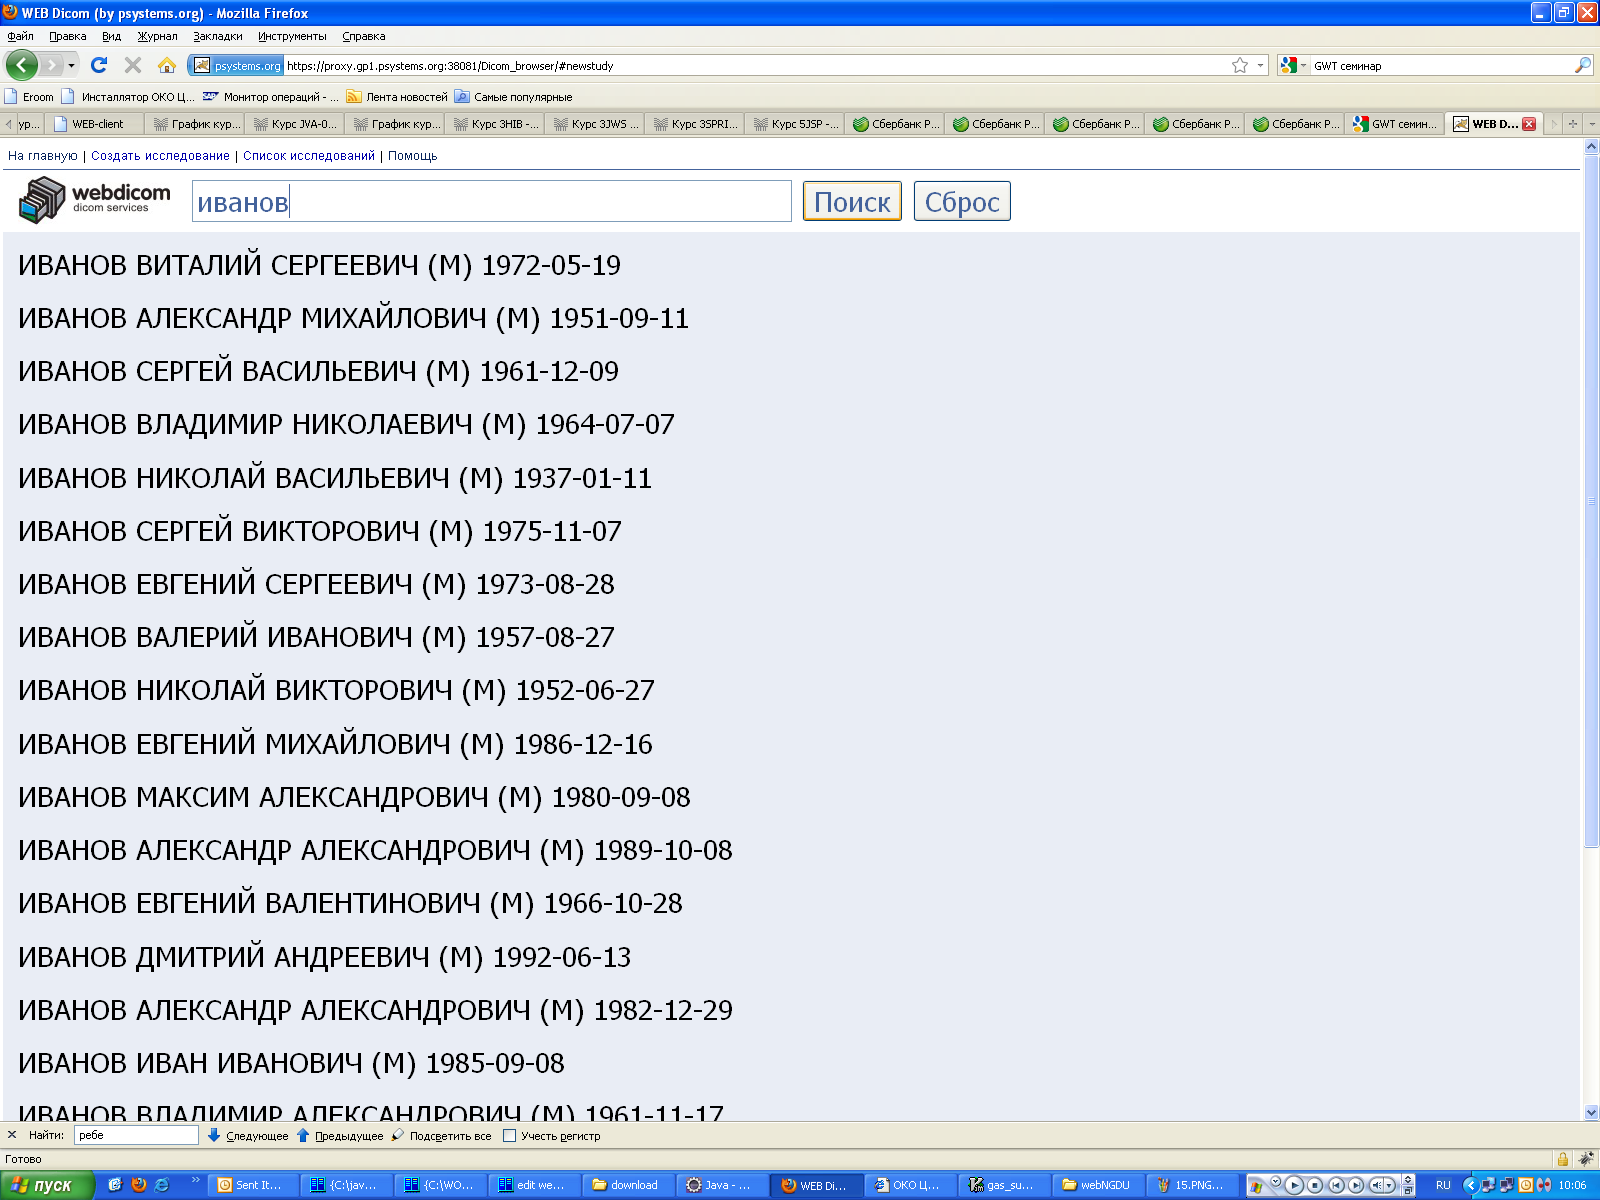 WEB Dicom (by psystems.org) - Mozilla Firefox
Файл Правка Вид Журнал Закладки Инструменты Справка
psystems.org https://proxy.gp1.psystems.org:38081/Dicom_browser/#newstudy GWT семинар
Eroom Инсталлятор ОКО Ц... Монитор операций - ... Лента новостей Самые популярные
ур... WEB-client График кур... Курс JVA-0... График кур... Курс 3HIB -... Курс 3JWS ... Курс 3SPRI... Курс 5JSP -... Сбербанк Р... Сбербанк Р... Сбербанк Р... Сбербанк Р... Сбербанк Р... GWT семин... WEB D...
На главную | Создать исследование | Список исследований | Помощь
webdicom
dicom services
иванов Поиск Сброс
ИВАНОВ ВИТАЛИЙ СЕРГЕЕВИЧ (М) 1972-05-19
ИВАНОВ АЛЕКСАНДР МИХАЙЛОВИЧ (М) 1951-09-11
ИВАНОВ СЕРГЕЙ ВАСИЛЬЕВИЧ (М) 1961-12-09
ИВАНОВ ВЛАДИМИР НИКОЛАЕВИЧ (М) 1964-07-07
ИВАНОВ НИКОЛАЙ ВАСИЛЬЕВИЧ (М) 1937-01-11
ИВАНОВ СЕРГЕЙ ВИКТОРОВИЧ (М) 1975-11-07
ИВАНОВ ЕВГЕНИЙ СЕРГЕЕВИЧ (М) 1973-08-28
ИВАНОВ ВАЛЕРИЙ ИВАНОВИЧ (М) 1957-08-27
ИВАНОВ НИКОЛАЙ ВИКТОРОВИЧ (М) 1952-06-27
ИВАНОВ ЕВГЕНИЙ МИХАЙЛОВИЧ (М) 1986-12-16
ИВАНОВ МАКСИМ АЛЕКСАНДРОВИЧ (М) 1980-09-08
ИВАНОВ АЛЕКСАНДР АЛЕКСАНДРОВИЧ (М) 1989-10-08
ИВАНОВ ЕВГЕНИЙ ВАЛЕНТИНОВИЧ (М) 1966-10-28
ИВАНОВ ДМИТРИЙ АНДРЕЕВИЧ (М) 1992-06-13
ИВАНОВ АЛЕКСАНДР АЛЕКСАНДРОВИЧ (М) 1982-12-29
ИВАНОВ ИВАН ИВАНОВИЧ (М) 1985-09-08
ИВАНОВ ВЛАДИМИР АЛЕКСАНДРОВИЧ (М) 1961-11-17
Найти: ребе Следующее Предыдущее Подсветить все Учесть регистр
Готово
пуск Sent It... {C:\jav... {C:\WO... edit we... download Java - ... WEB Di... ОКО Ц... gas_su... webNGDU 15.PNG... RU 10:06